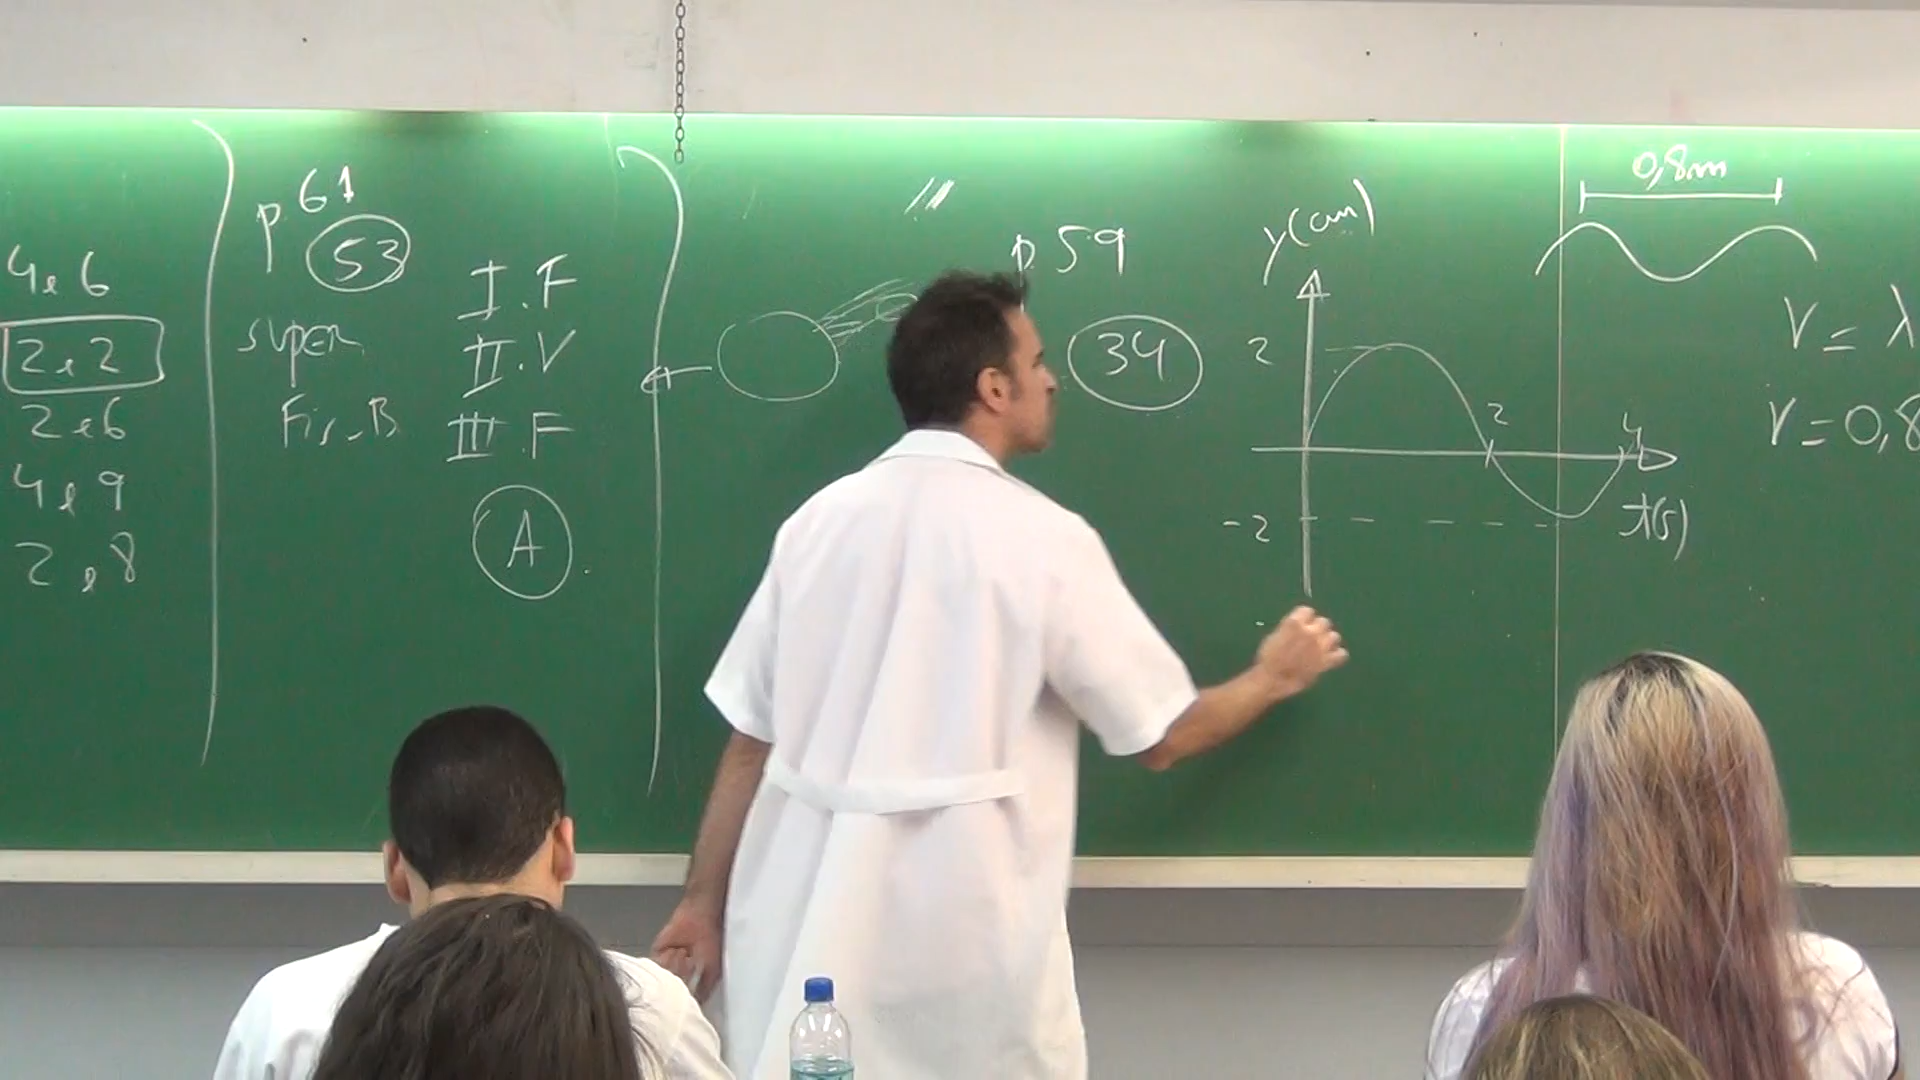 4 e 6
2 e 2
2 e 6
4 e 9
2 e 8
p 61
53
super
Fis_B
I. F
II. V
III. F
A
p 59
34
y(cm)
2
2
4
-2
t(s)
0,8m
V = λ
V = 0,8